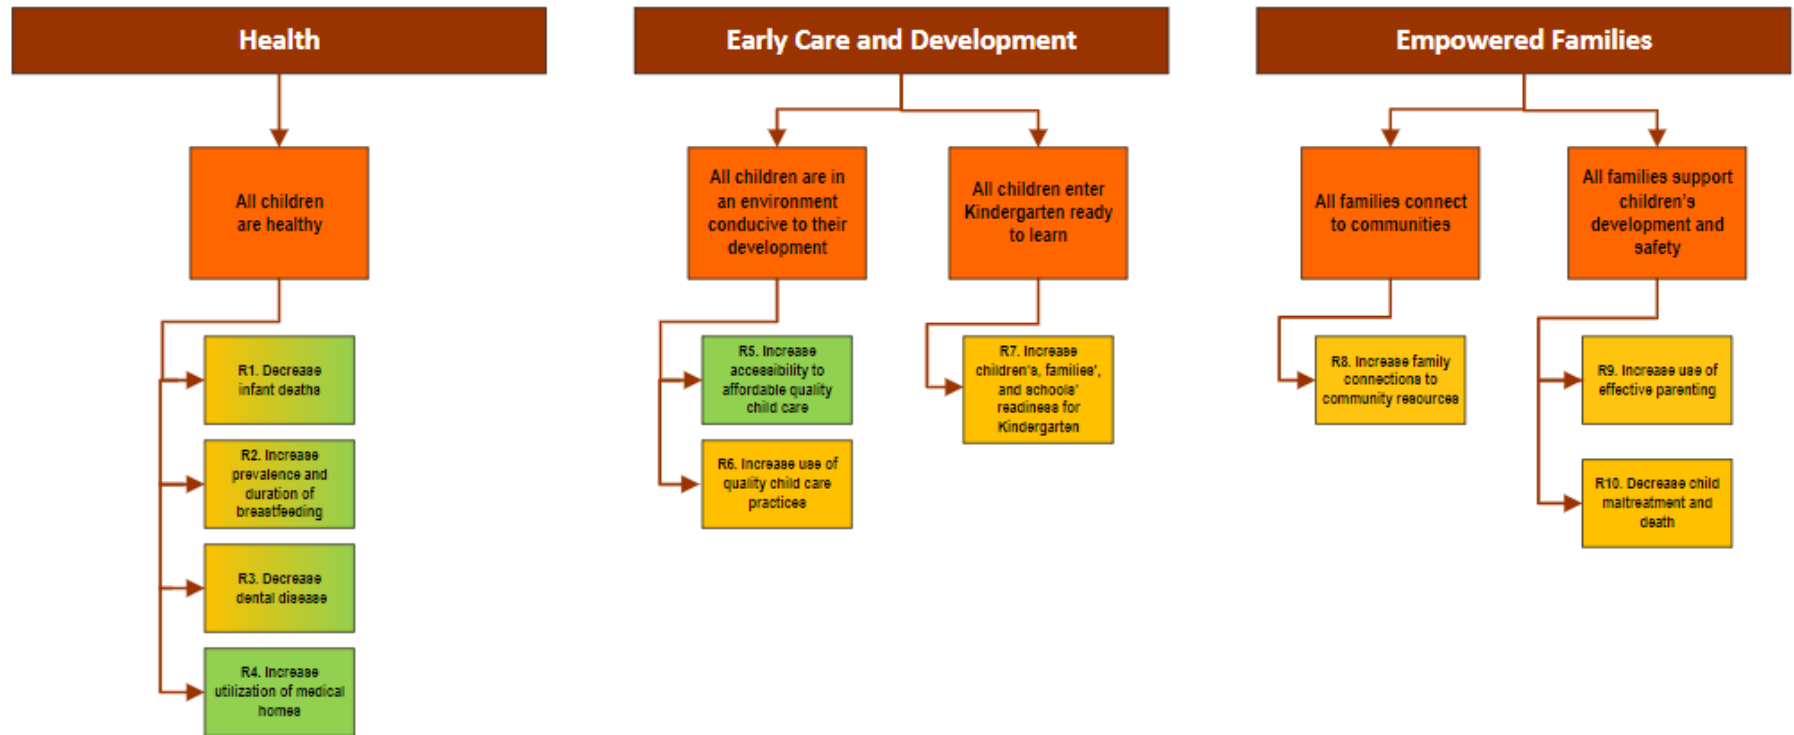 Health
Early Care and Development
Empowered Families
All children
are healthy
All children are in
an environment
conducive to their
development
All children enter
Kindergarten ready
to learn
All families connect
to communities
All families support
children's
development and
safety
R1. Decrease
infant deaths
R2. Increase
prevalence and
duration of
breastfeeding
R3. Decrease
dental disease
R4. Increase
utilization of medical
homes
R5. Increase
accessibility to
affordable quality
child care
R6. Increase use of
quality child care
practices
R7. Increase
children's, families',
and schools'
readiness for
Kindergarten
R8. Increase family
connections to
community resources
R9. Increase use of
effective parenting
R10. Decrease child
maltreatment and
death